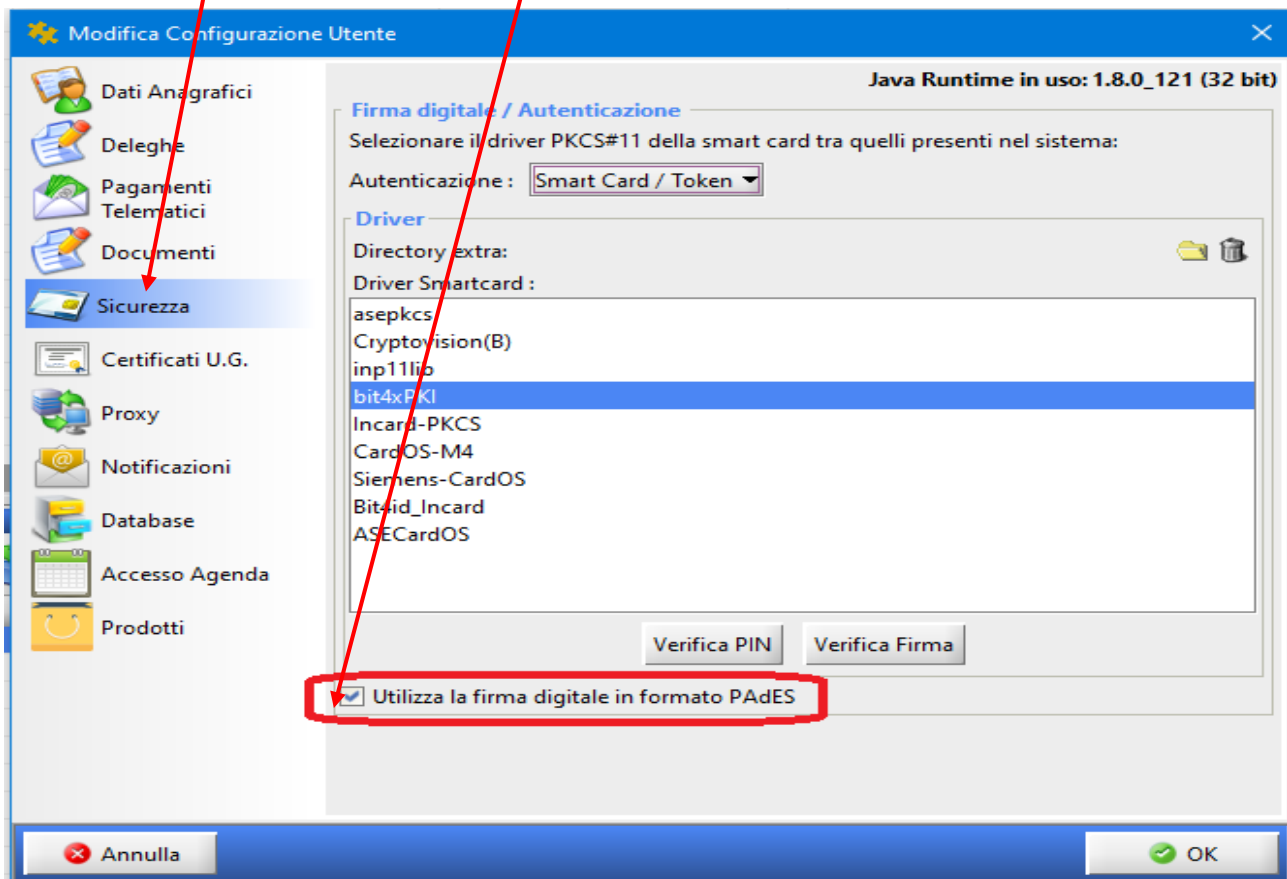 Modifica Configurazione Utente
Java Runtime in uso: 1.8.0_121 (32 bit)
Dati Anagrafici
Deleghe
Pagamenti
Telematici
Documenti
Sicurezza
Certificati U.G.
Proxy
Notificazioni
Database
Accesso Agenda
Prodotti
Firma digitale / Autenticazione
Selezionare il driver PKCS#11 della smart card tra quelli presenti nel sistema:
Autenticazione : Smart Card / Token
Driver
Directory extra:
Driver Smartcard :
asepkcs
Cryptovision(B)
inp11lib
bit4xPKI
Incard-PKCS
CardOS-M4
Siemens-CardOS
Bit4id_Incard
ASECardOS
Verifica PIN Verifica Firma
Utilizza la firma digitale in formato PAdES
Annulla OK